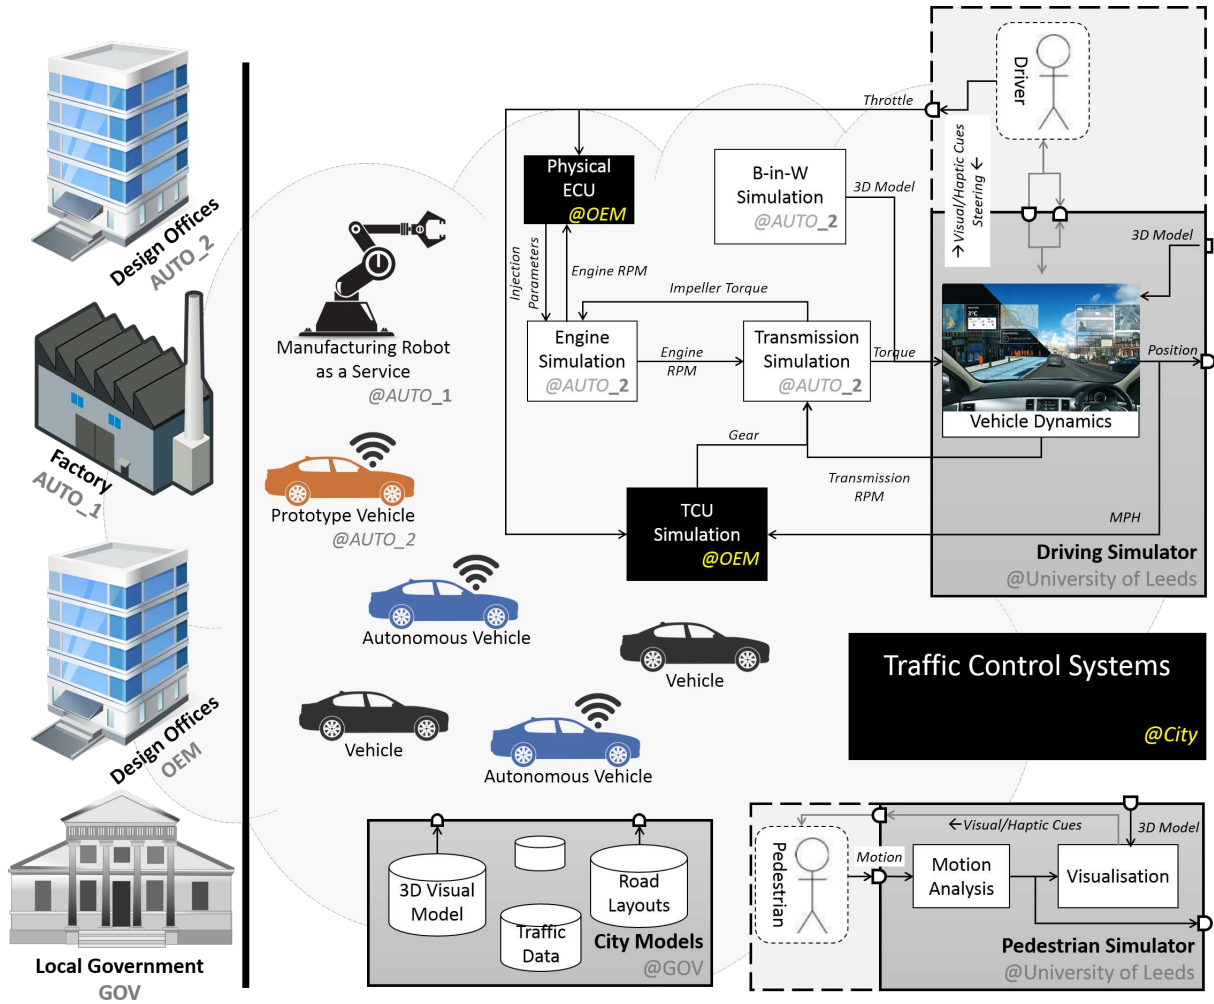 Design Offices
AUTO_2
Factory
AUTO_1
Design Offices
OEM
Local Government
GOV
Manufacturing Robot
as a Service
@AUTO_1
Prototype Vehicle
@AUTO_2
Autonomous Vehicle
Vehicle
Vehicle
Autonomous Vehicle
Throttle
Physical
ECU
@OEM
B-in-W
Simulation
@AUTO_2
3D Model
Injection
Parameters
Engine RPM
Impeller Torque
Engine
Simulation
@AUTO_2
Engine
RPM
Transmission
Simulation
@AUTO_2
Torque
Gear
Transmission
RPM
TCU
Simulation
@OEM
Driver
→Visual/Haptic Cues
Steering ←
3D Model
3°C
Position
Vehicle Dynamics
MPH
Driving Simulator
@University of Leeds
Traffic Control Systems
@City
3D Visual
Model
Traffic
Data
Road
Layouts
City Models
@GOV
Pedestrian
←Visual/Haptic Cues
3D Model
Motion
Motion
Analysis
Visualisation
Pedestrian Simulator
@University of Leeds